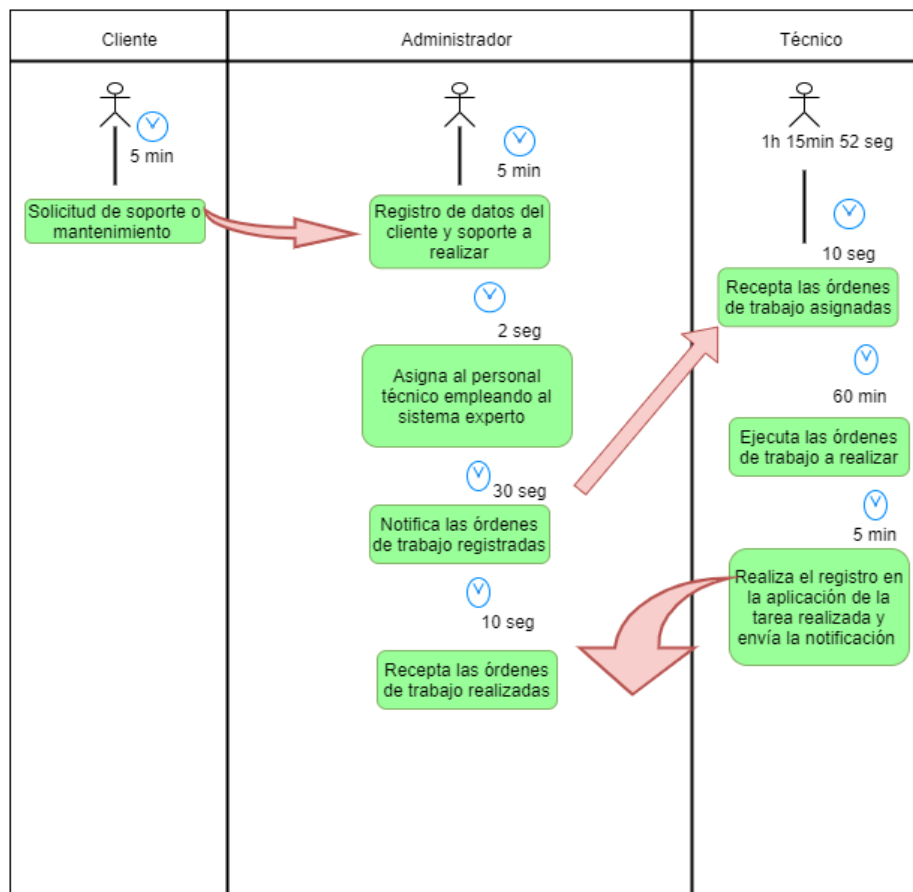 Cliente
Administrador
Técnico
5 min
Solicitud de soporte o
mantenimiento
5 min
Registro de datos del
cliente y soporte a
realizar
2 seg
Asigna al personal
técnico empleando al
sistema experto
30 seg
Notifica las órdenes
de trabajo registradas
10 seg
Recepta las órdenes
de trabajo realizadas
1h 15min 52 seg
10 seg
Recepta las órdenes
de trabajo asignadas
60 min
Ejecuta las órdenes
de trabajo a realizar
5 min
Realiza el registro en
la aplicación de la
tarea realizada y
envía la notificación